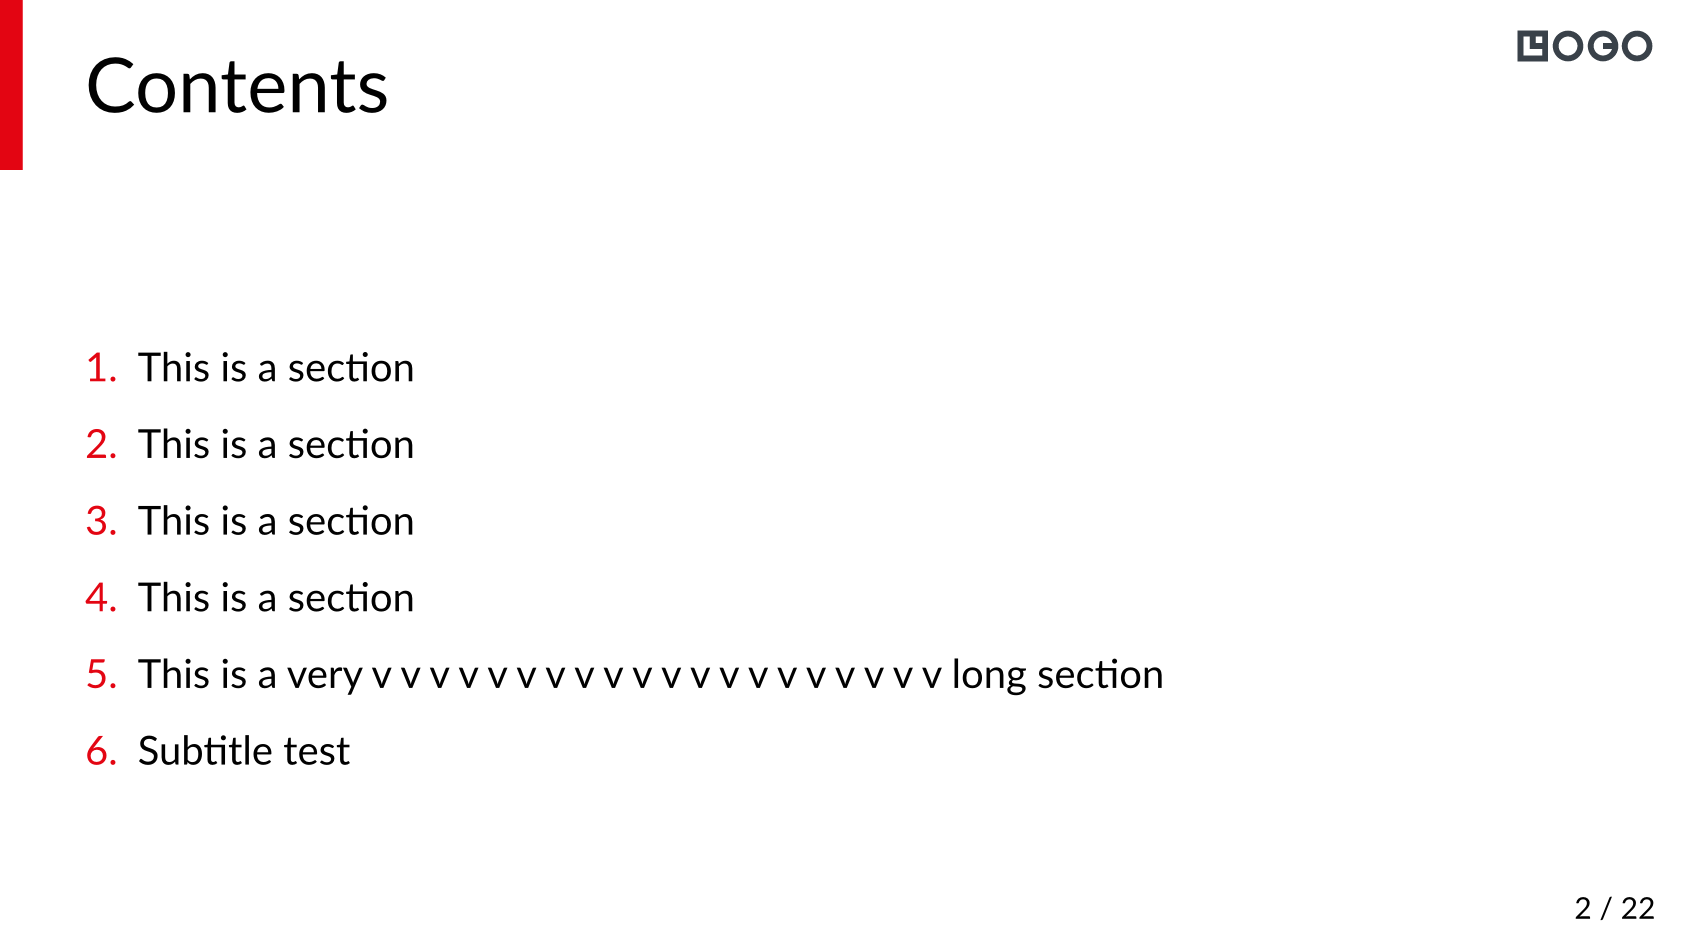 Contents
LOGO
1. This is a section
2. This is a section
3. This is a section
4. This is a section
5. This is a very v v v v v v v v v v v v v v v v v v v v long section
6. Subtitle test
2 / 22